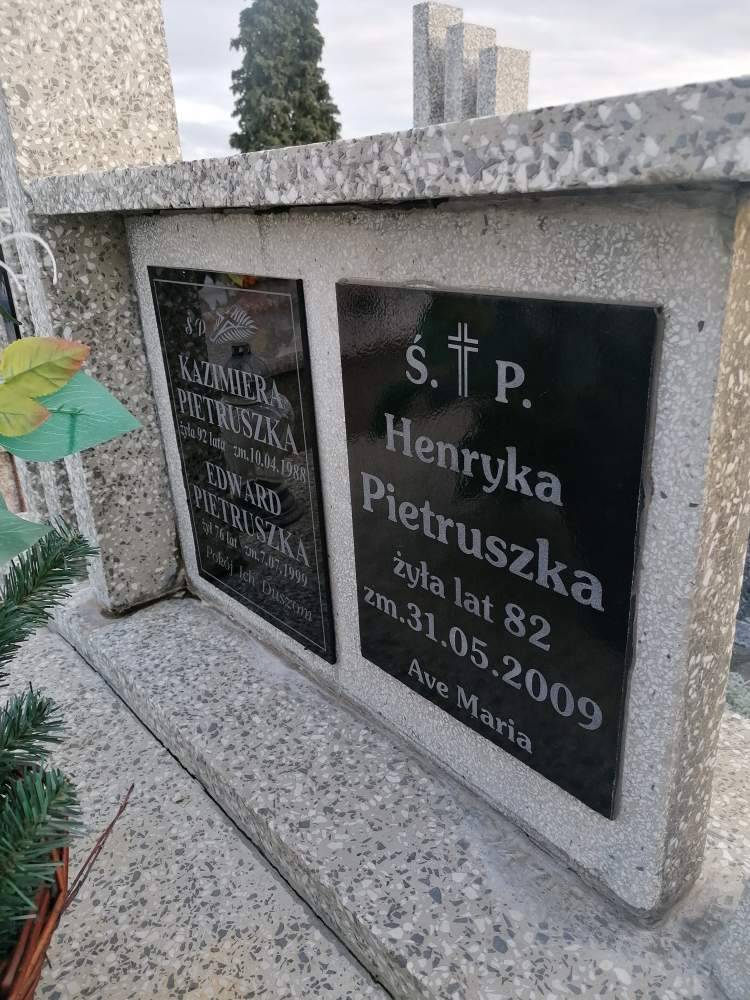 Ś P
KAZIMIERA
PIETRUSZKA
żyła 92 lata zm.10.04.1988
EDWARD
PIETRUSZKA
żył 76 lat zm.7.07.1999
Pokój Ich Duszom
Ś. P.
Henryka
Pietruszka
żyła lat 82
zm.31.05.2009
Ave Maria